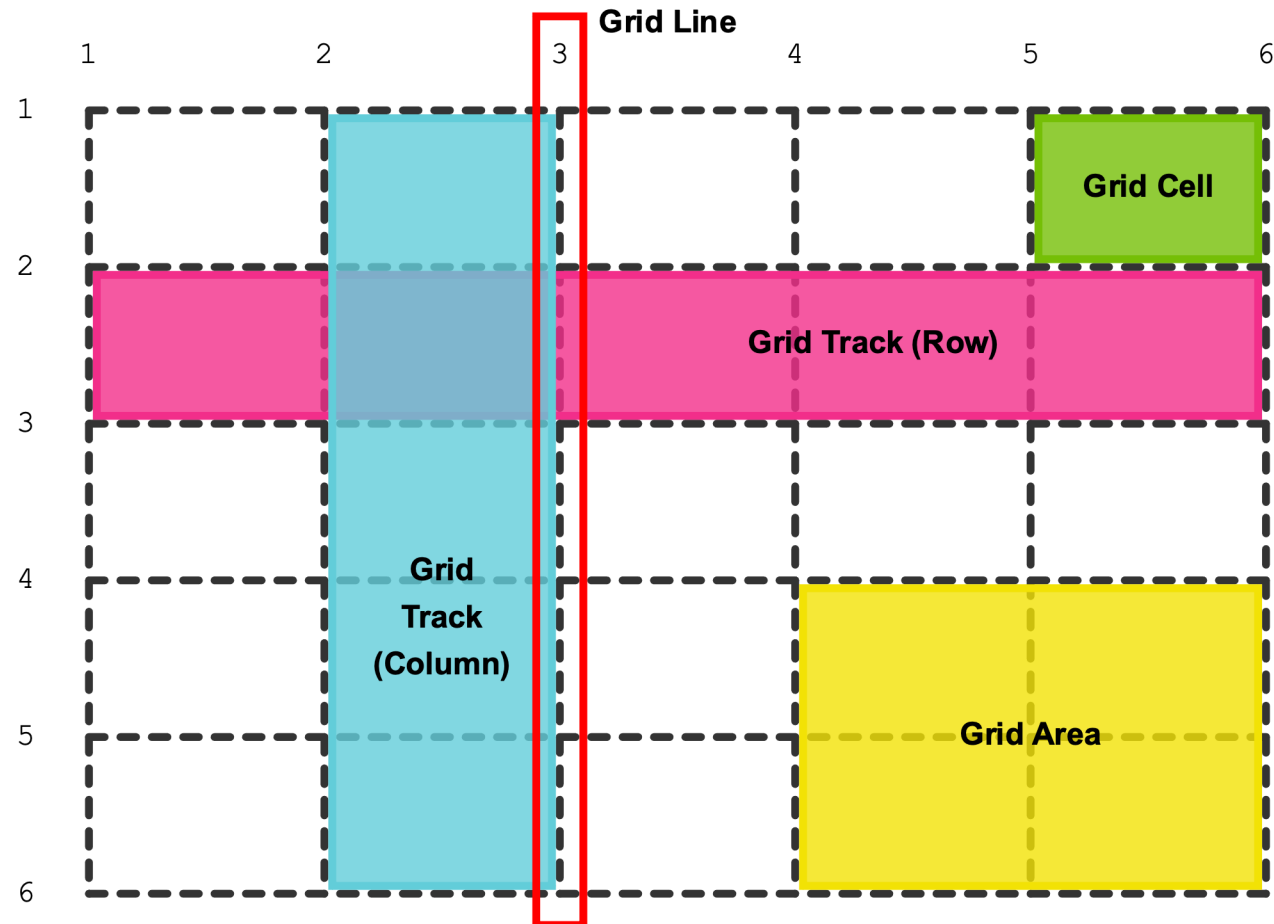 Grid Line
1 2 3 4 5 6
1
Grid Cell
2
Grid Track (Row)
3
4
Grid
Track
(Column)
5
Grid Area
6